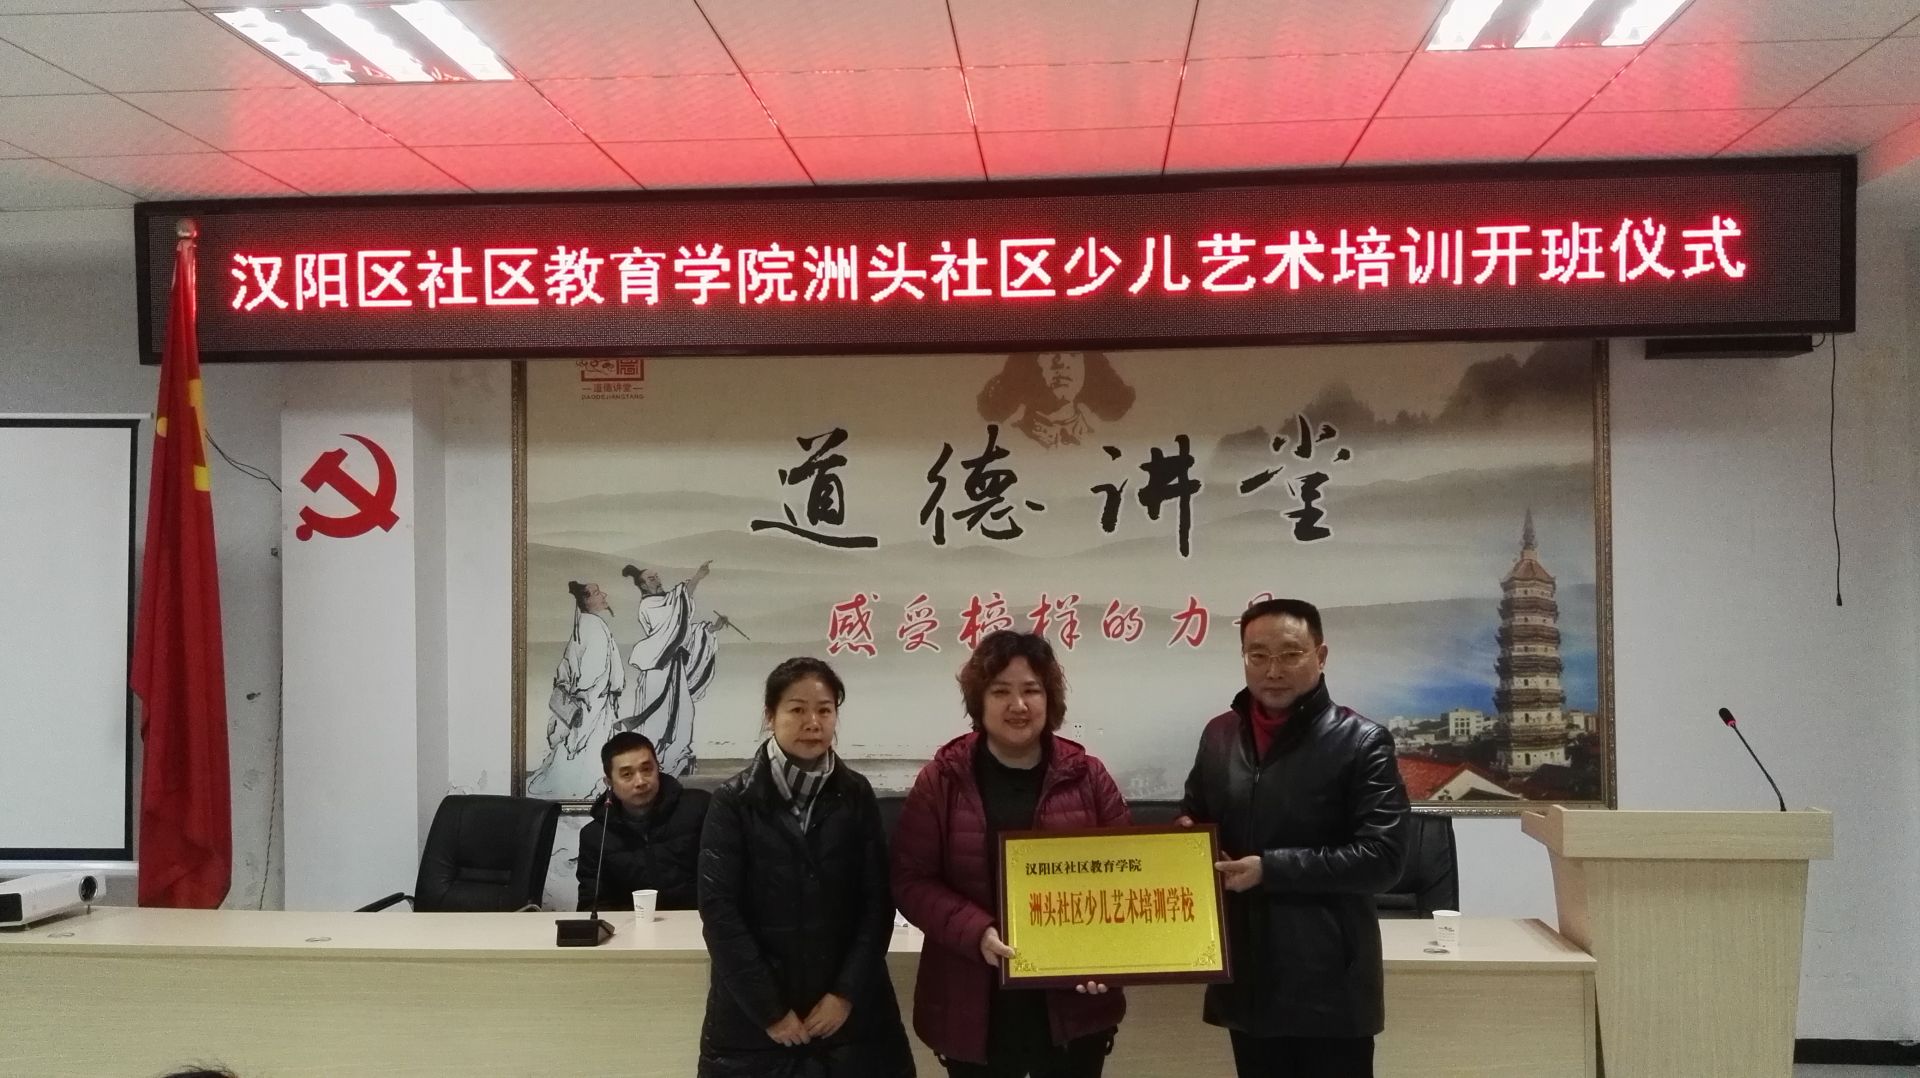 汉阳区社区教育学院洲头社区少儿艺术培训开班仪式
道德讲堂
DAODEJIANGTANG
道德讲堂
感受榜样的力
汉阳区社区教育学院
洲头社区少儿艺术培训学校